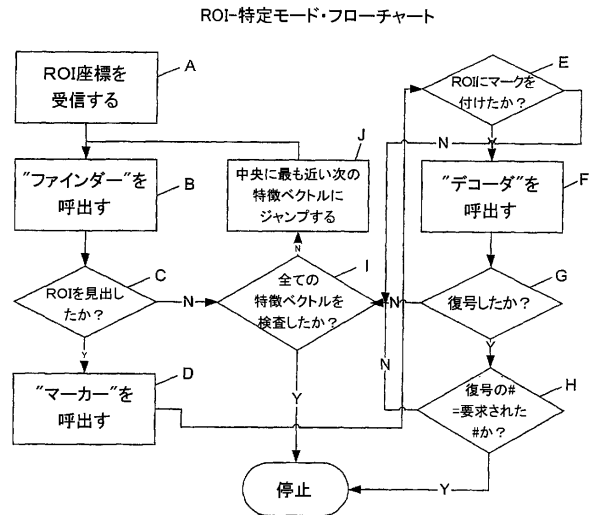 ROI-特定モード・フローチャート
ROI座標を
受信する
A
"ファインダー"を
呼出す
B
ROIを見出し
たか？
C
N
Y
"マーカー"を
呼出す
D
ROIにマークを
付けたか？
E
N
Y
"デコーダ"を
呼出す
F
復号したか？
G
N
Y
復号の#
=要求された
#か？
H
N
Y
全ての
特徴ベクトルを
検査したか？
I
N
Y
中央に最も近い次の
特徴ベクトルに
ジャンプする
J
停止